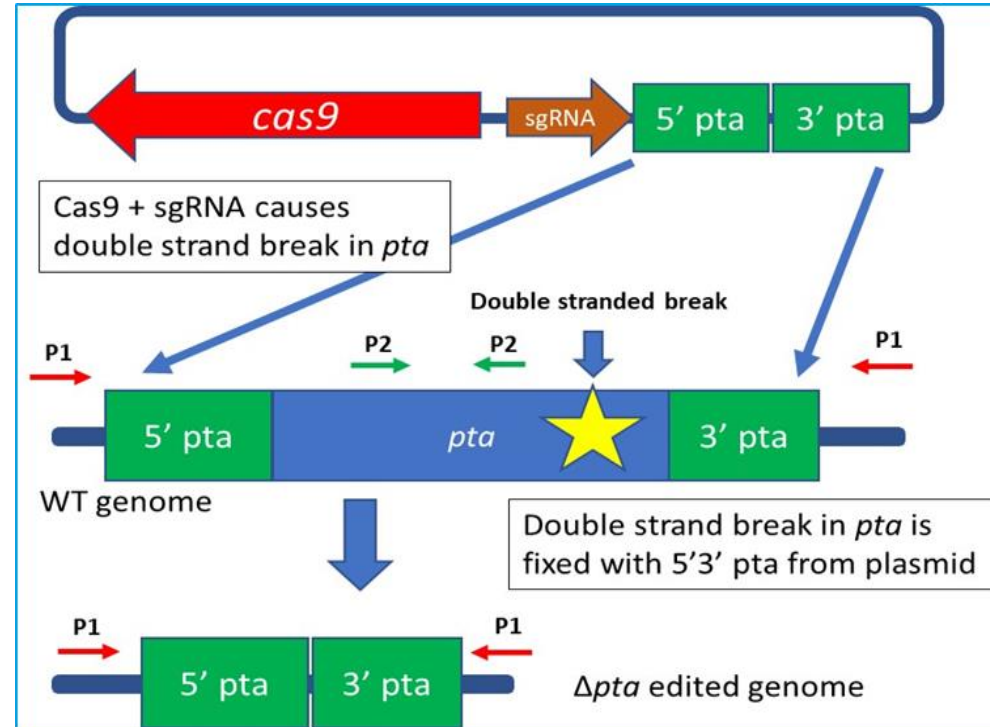 cas9
sgRNA
5’ pta
3’ pta
Cas9 + sgRNA causes
double strand break in pta
Double stranded break
P1
P2
P2
P1
5’ pta
pta
3’ pta
WT genome
Double strand break in pta is
fixed with 5’3’ pta from plasmid
P1
P1
5’ pta
3’ pta
Δpta edited genome